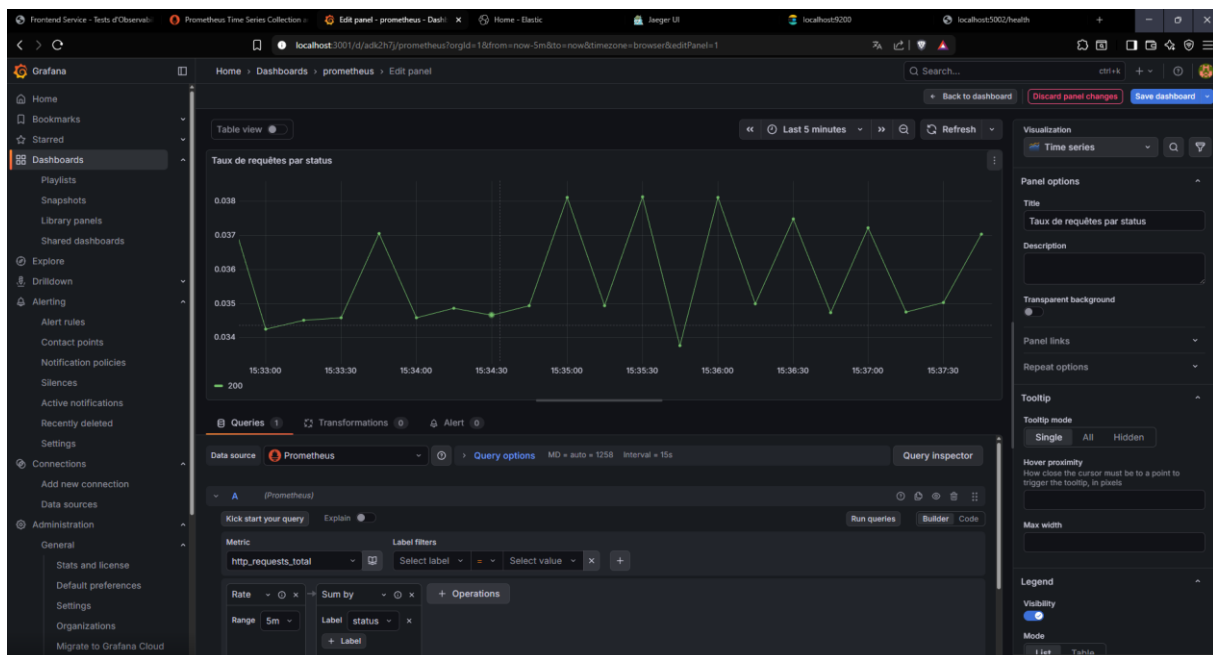 Frontend Service - Tests d'Observabi
Prometheus Time Series Collection a
Edit panel - prometheus - Dashb
Home - Elastic
Jaeger UI
localhost:9200
localhost:5002/health
localhost:3001/d/adk2h7j/prometheus?orgId=1&from=now-5m&to=now&timezone=browser&editPanel=1
Grafana
Home > Dashboards > prometheus > Edit panel
Search...
ctrl+k
Home
Bookmarks
Starred
Dashboards
Playlists
Snapshots
Library panels
Shared dashboards
Explore
Drilldown
Alerting
Alert rules
Contact points
Notification policies
Silences
Active notifications
Recently deleted
Settings
Connections
Add new connection
Data sources
Administration
General
Stats and license
Default preferences
Settings
Organizations
Migrate to Grafana Cloud
Back to dashboard
Discard panel changes
Save dashboard
Table view
Last 5 minutes
Refresh
Taux de requêtes par status
0.038
0.037
0.036
0.035
0.034
15:33:00 15:33:30 15:34:00 15:34:30 15:35:00 15:35:30 15:36:00 15:36:30 15:37:00 15:37:30
200
Queries 1 Transformations 0 Alert 0
Data source Prometheus > Query options MD = auto = 1258 Interval = 15s Query inspector
A (Prometheus)
Kick start your query Explain Run queries Builder Code
Metric Label filters
http_requests_total Select label = Select value × +
Rate Sum by + Operations
Range 5m Label status ×
+ Label
Visualization
Time series
Panel options
Title
Taux de requêtes par status
Description
Transparent background
Panel links
Repeat options
Tooltip
Tooltip mode
Single All Hidden
Hover proximity
How close the cursor must be to a point to
trigger the tooltip, in pixels
Max width
Legend
Visibility
Mode
List Table